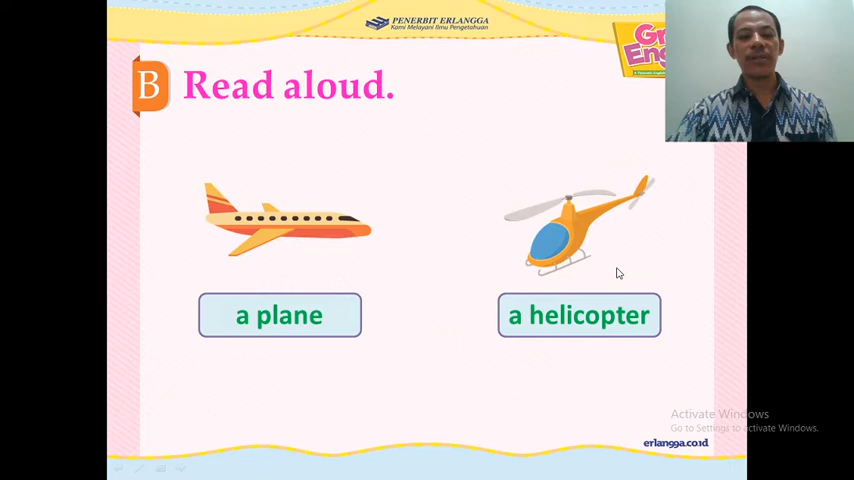 PENERBIT ERLANGGA
Kami Melayani Ilmu Pengetahuan
B Read aloud.
a plane
a helicopter
Activate Windows
Go to Settings to activate Windows.
erlangga.co.id